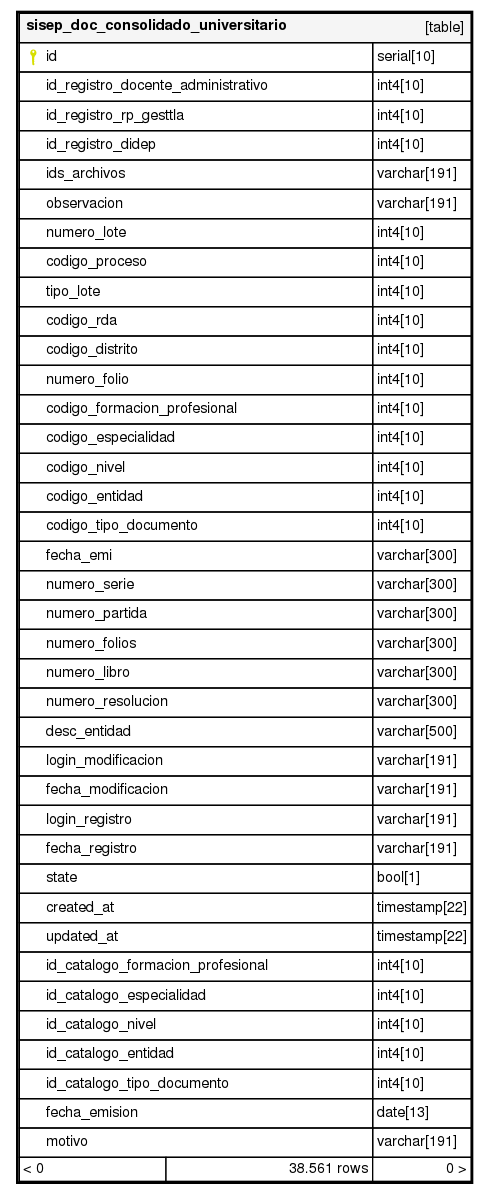 sisep_doc_consolidado_universitario [table]
id serial[10]
id_registro_docente_administrativo int4[10]
id_registro_rp_gesttla int4[10]
id_registro_didep int4[10]
ids_archivos varchar[191]
observacion varchar[191]
numero_lote int4[10]
codigo_proceso int4[10]
tipo_lote int4[10]
codigo_rda int4[10]
codigo_distrito int4[10]
numero_folio int4[10]
codigo_formacion_profesional int4[10]
codigo_especialidad int4[10]
codigo_nivel int4[10]
codigo_entidad int4[10]
codigo_tipo_documento int4[10]
fecha_emi varchar[300]
numero_serie varchar[300]
numero_partida varchar[300]
numero_folios varchar[300]
numero_libro varchar[300]
numero_resolucion varchar[300]
desc_entidad varchar[500]
login_modificacion varchar[191]
fecha_modificacion varchar[191]
login_registro varchar[191]
fecha_registro varchar[191]
state bool[1]
created_at timestamp[22]
updated_at timestamp[22]
id_catalogo_formacion_profesional int4[10]
id_catalogo_especialidad int4[10]
id_catalogo_nivel int4[10]
id_catalogo_entidad int4[10]
id_catalogo_tipo_documento int4[10]
fecha_emision date[13]
motivo varchar[191]
< 0 38.561 rows 0 >